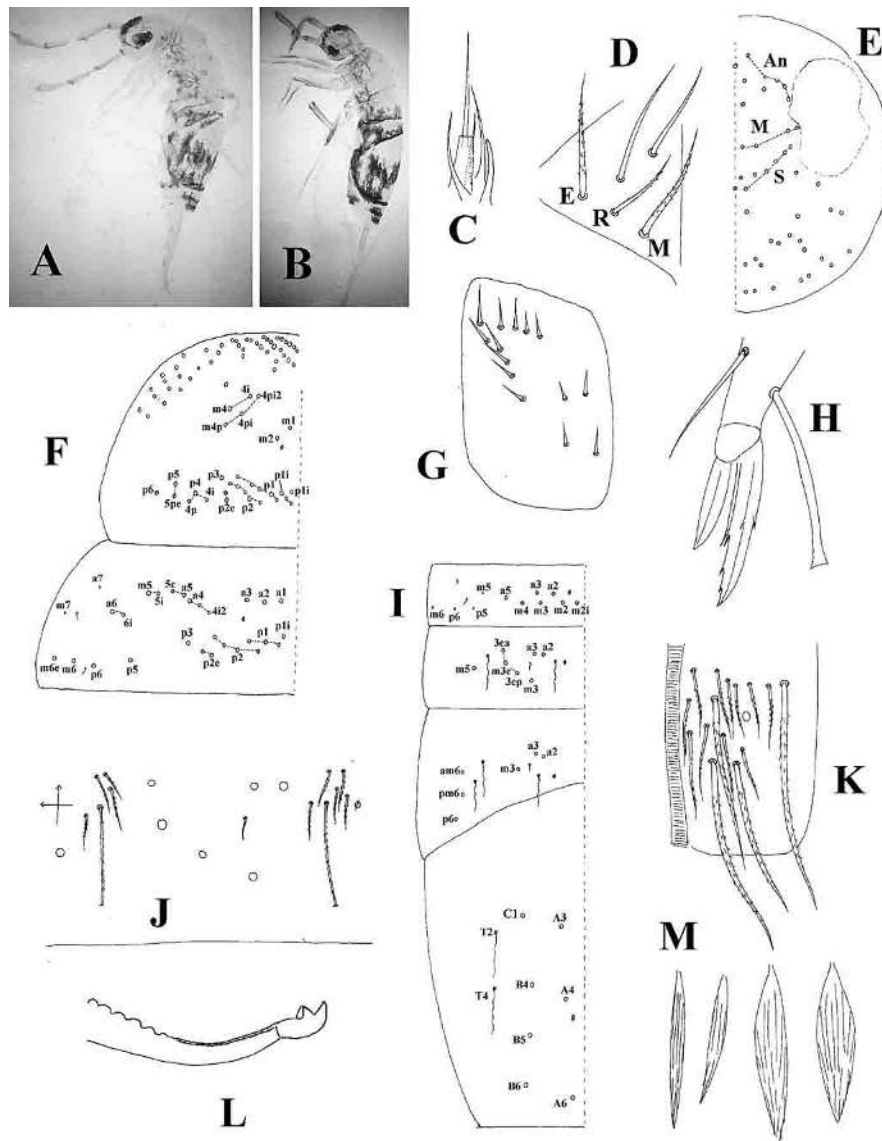 A
B
C
D
E
R
M
E
An
M
S
F
4i
4pi2
m4
m4p
4pi
m1
m2
p5
p6
5pe
p4
4i
4p
p3
p2e
p2
p1
p1i
p1i
a7
m7
m5
5i
5c
a5
a4
4i2
a3
a2
a1
a6
6i
p3
p2e
p2
p1
p1i
m6e
m6
p6
p5
G
H
I
m5
a5
a3
a2
m6
p6
p5
m4
m3
m2
m2i
3ea
a3
a2
m5
m3e
3ep
m3
a3
a2
am6
m3
pm6
p6
C1
A3
T2
B4
A4
T4
B5
B6
A6
J
K
L
M